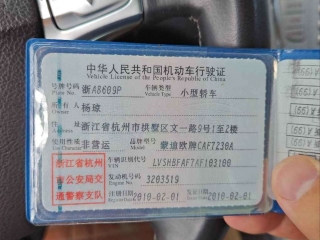 中华人民共和国机动车行驶证
Vehicle License of the People's Republic of China
号牌号码 浙A8609P 车辆类型 小型轿车
Plate No. Vehicle Type
所有人 杨琼
Owner
住址 浙江省杭州市拱墅区文一路9号1至2楼
Address
使用性质 非营运 品牌型号 蒙迪欧牌CAF7230A
Use Character Model
浙江省杭州 车辆识别代号 LVSHBFAF7AF103100
VIN
市公安局交 发动机号码 3203519
Engine No.
通警察支队 注册日期 2010-02-01 发证日期 2010-02-01
Register Date Issue Date